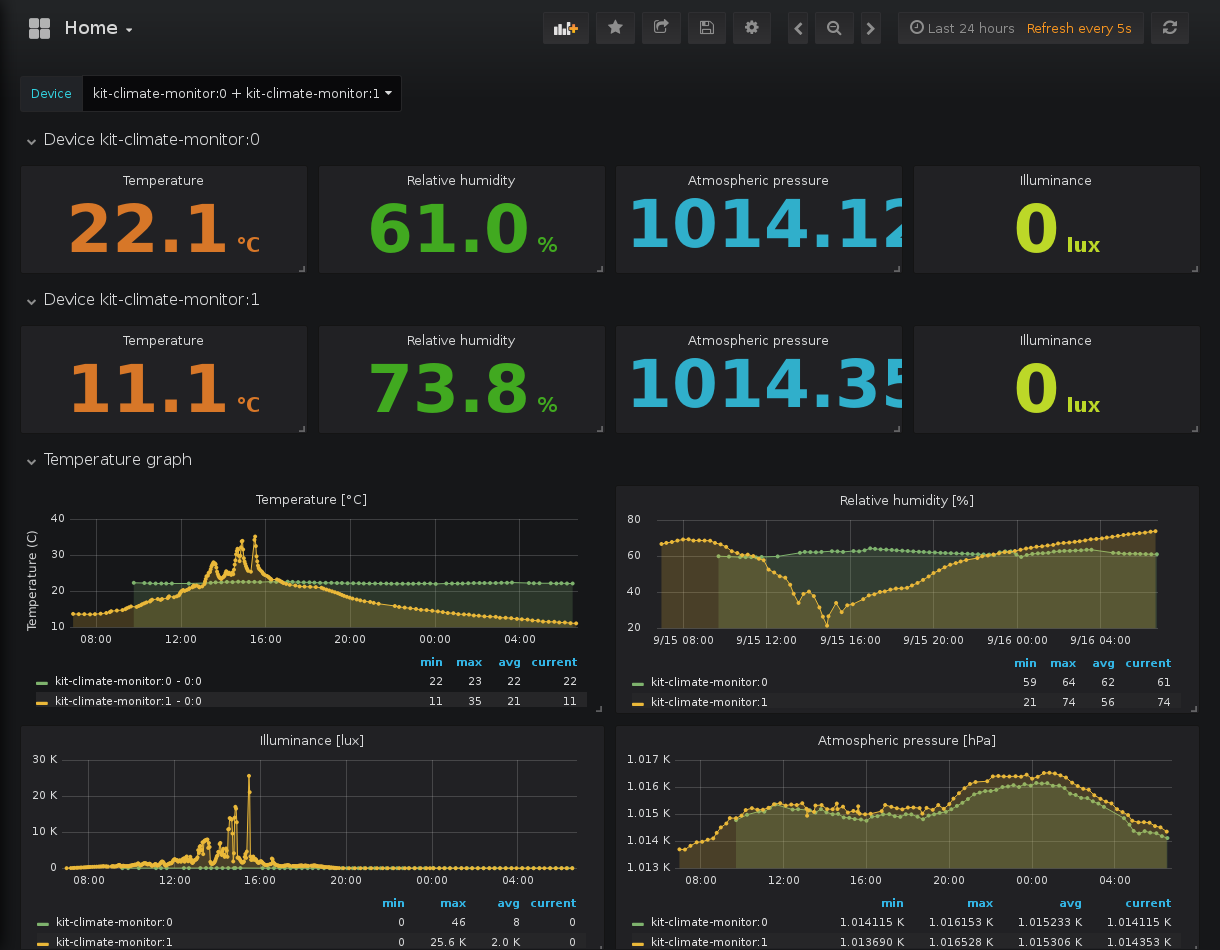 Home
Last 24 hours Refresh every 5s
Device kit-climate-monitor:0 + kit-climate-monitor:1
Device kit-climate-monitor:0
Temperature
22.1 °C
Relative humidity
61.0 %
Atmospheric pressure
1014.12
Illuminance
0 lux
Device kit-climate-monitor:1
Temperature
11.1 °C
Relative humidity
73.8 %
Atmospheric pressure
1014.35
Illuminance
0 lux
Temperature graph
Temperature [°C]
Temperature (C)
40
30
20
10
08:00 12:00 16:00 20:00 00:00 04:00
min max avg current
kit-climate-monitor:0 - 0:0 22 23 22 22
kit-climate-monitor:1 - 0:0 11 35 21 11
Relative humidity [%]
80
60
40
20
9/15 08:00 9/15 12:00 9/15 16:00 9/15 20:00 9/16 00:00 9/16 04:00
min max avg current
kit-climate-monitor:0 59 64 62 61
kit-climate-monitor:1 21 74 56 74
Illuminance [lux]
30 K
20 K
10 K
0
08:00 12:00 16:00 20:00 00:00 04:00
min max avg current
kit-climate-monitor:0 0 46 8 0
kit-climate-monitor:1 0 25.6 K 2.0 K 0
Atmospheric pressure [hPa]
1.017 K
1.016 K
1.015 K
1.014 K
1.013 K
08:00 12:00 16:00 20:00 00:00 04:00
min max avg current
kit-climate-monitor:0 1.014115 K 1.016153 K 1.015233 K 1.014115 K
kit-climate-monitor:1 1.013690 K 1.016528 K 1.015306 K 1.014353 K